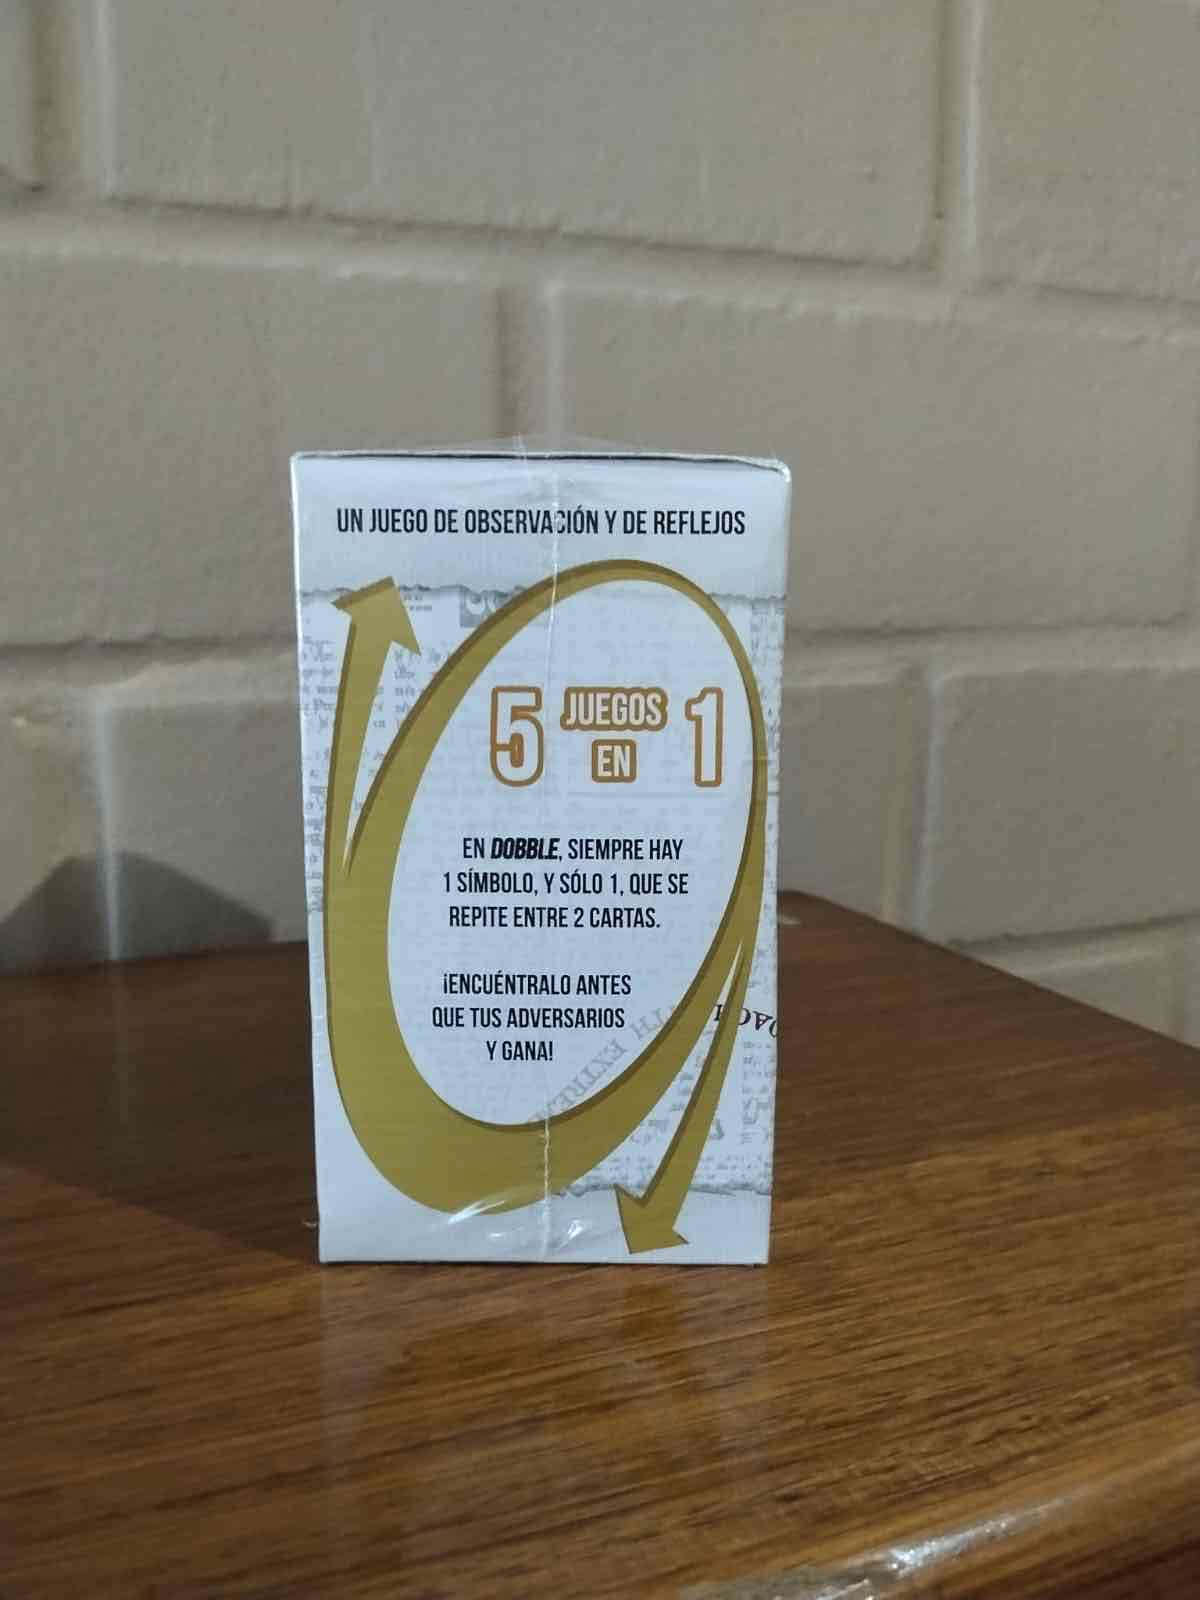 UN JUEGO DE OBSERVACIÓN Y DE REFLEJOS
5 JUEGOS EN 1
EN DOBBLE, SIEMPRE HAY
1 SÍMBOLO, Y SÓLO 1, QUE SE
REPITE ENTRE 2 CARTAS.
¡ENCUÉNTRALO ANTES
QUE TUS ADVERSARIOS
Y GANA!